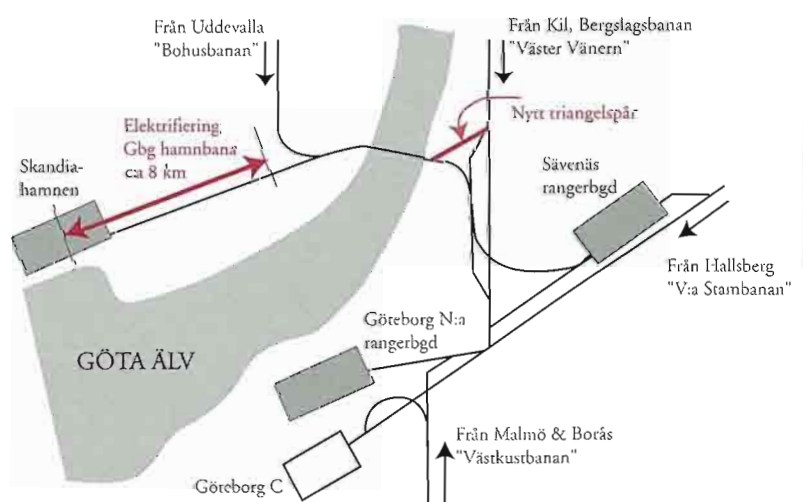 Från Uddevalla
"Bohusbanan"
Från Kil, Bergslagsbanan
"Väster Vänern"
Elektrifiering,
Gbg hamnbana
ca 8 km
Nytt triangelspår
Skandia-
hamnen
Sävenäs
rangerbgd
Från Hallsberg
"V:a Stambanan"
Göteborg N:a
rangerbgd
GÖTA ÄLV
Från Malmö & Borås
"Västkustbanan"
Göteborg C